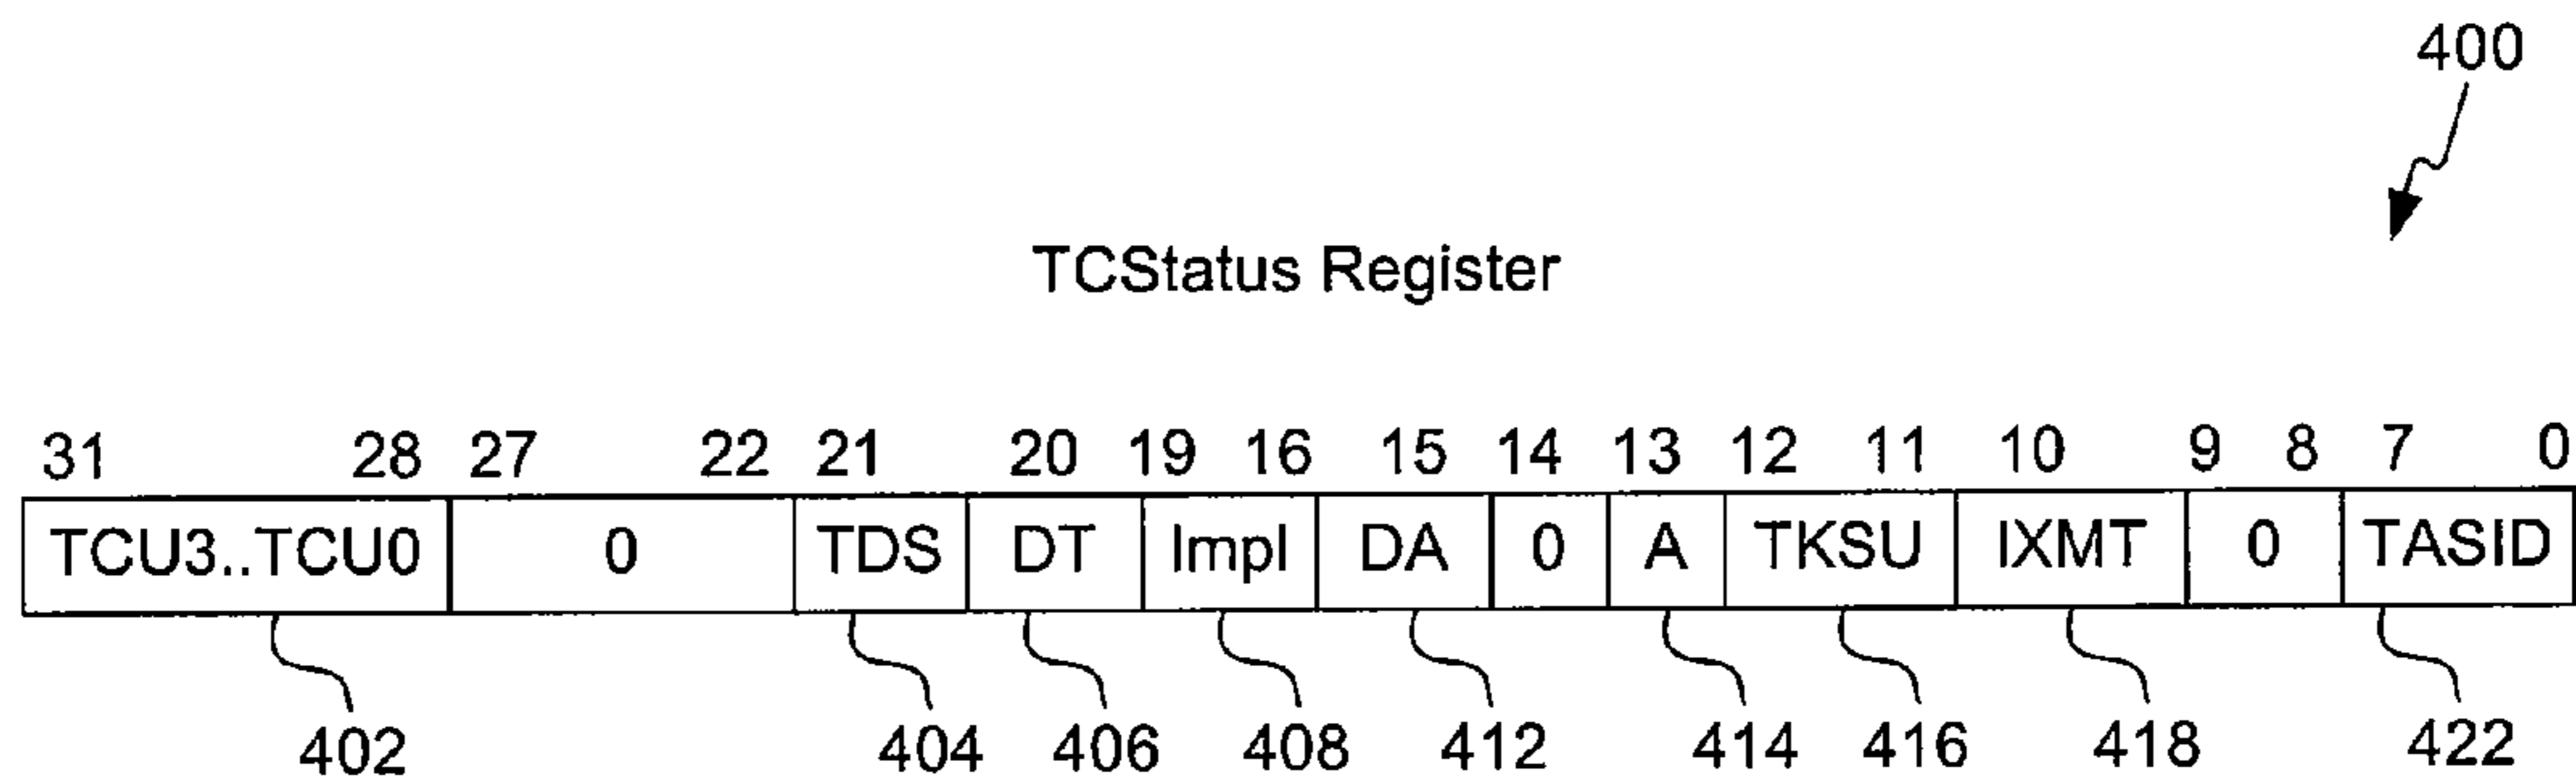 400
TCStatus Register
31 28 27 22 21 20 19 16 15 14 13 12 11 10 9 8 7 0
TCU3..TCU0 0 TDS DT Impl DA 0 A TKSU IXMT 0 TASID
402 404 406 408 412 414 416 418 422